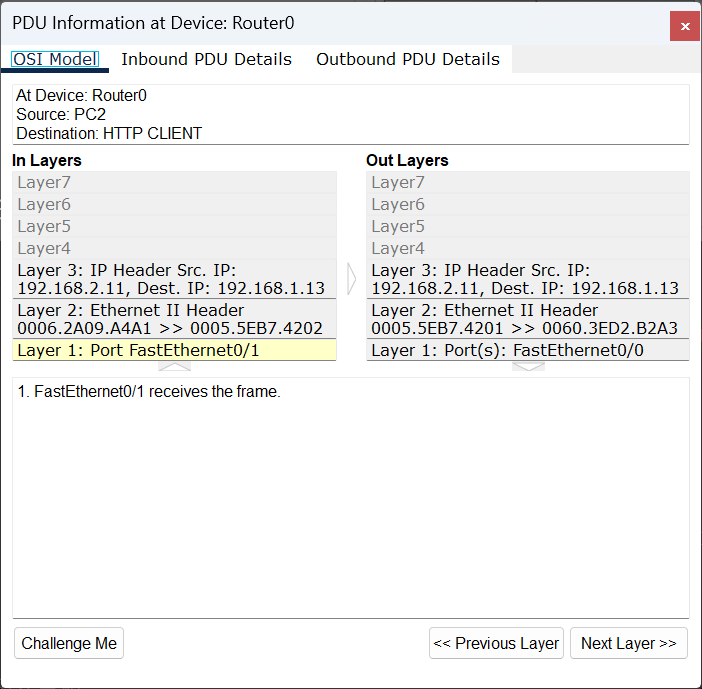 PDU Information at Device: Router0
OSI Model
Inbound PDU Details
Outbound PDU Details
At Device: Router0
Source: PC2
Destination: HTTP CLIENT
In Layers
Layer7
Layer6
Layer5
Layer4
Layer 3: IP Header Src. IP:
192.168.2.11, Dest. IP: 192.168.1.13
Layer 2: Ethernet II Header
0006.2A09.A4A1 >> 0005.5EB7.4202
Layer 1: Port FastEthernet0/1
Out Layers
Layer7
Layer6
Layer5
Layer4
Layer 3: IP Header Src. IP:
192.168.2.11, Dest. IP: 192.168.1.13
Layer 2: Ethernet II Header
0005.5EB7.4201 >> 0060.3ED2.B2A3
Layer 1: Port(s): FastEthernet0/0
1. FastEthernet0/1 receives the frame.
Challenge Me
<< Previous Layer
Next Layer >>